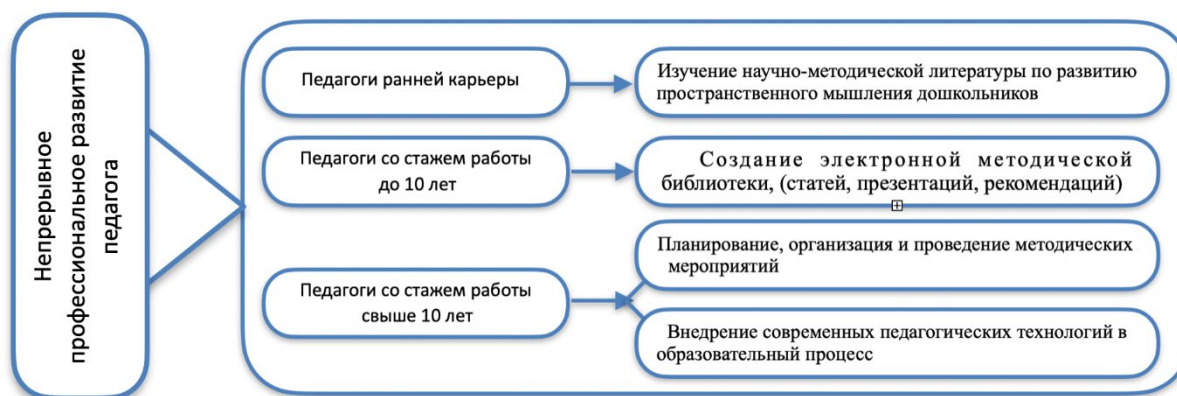 Непрерывное
профессиональное развитие
педагога
Педагоги ранней карьеры
Изучение научно-методической литературы по развитию
пространственного мышления дошкольников
Педагоги со стажем работы
до 10 лет
Создание электронной методической
библиотеки, (статей, презентаций, рекомендаций)
Педагоги со стажем работы
свыше 10 лет
Планирование, организация и проведение методических
мероприятий
Внедрение современных педагогических технологий в
образовательный процесс